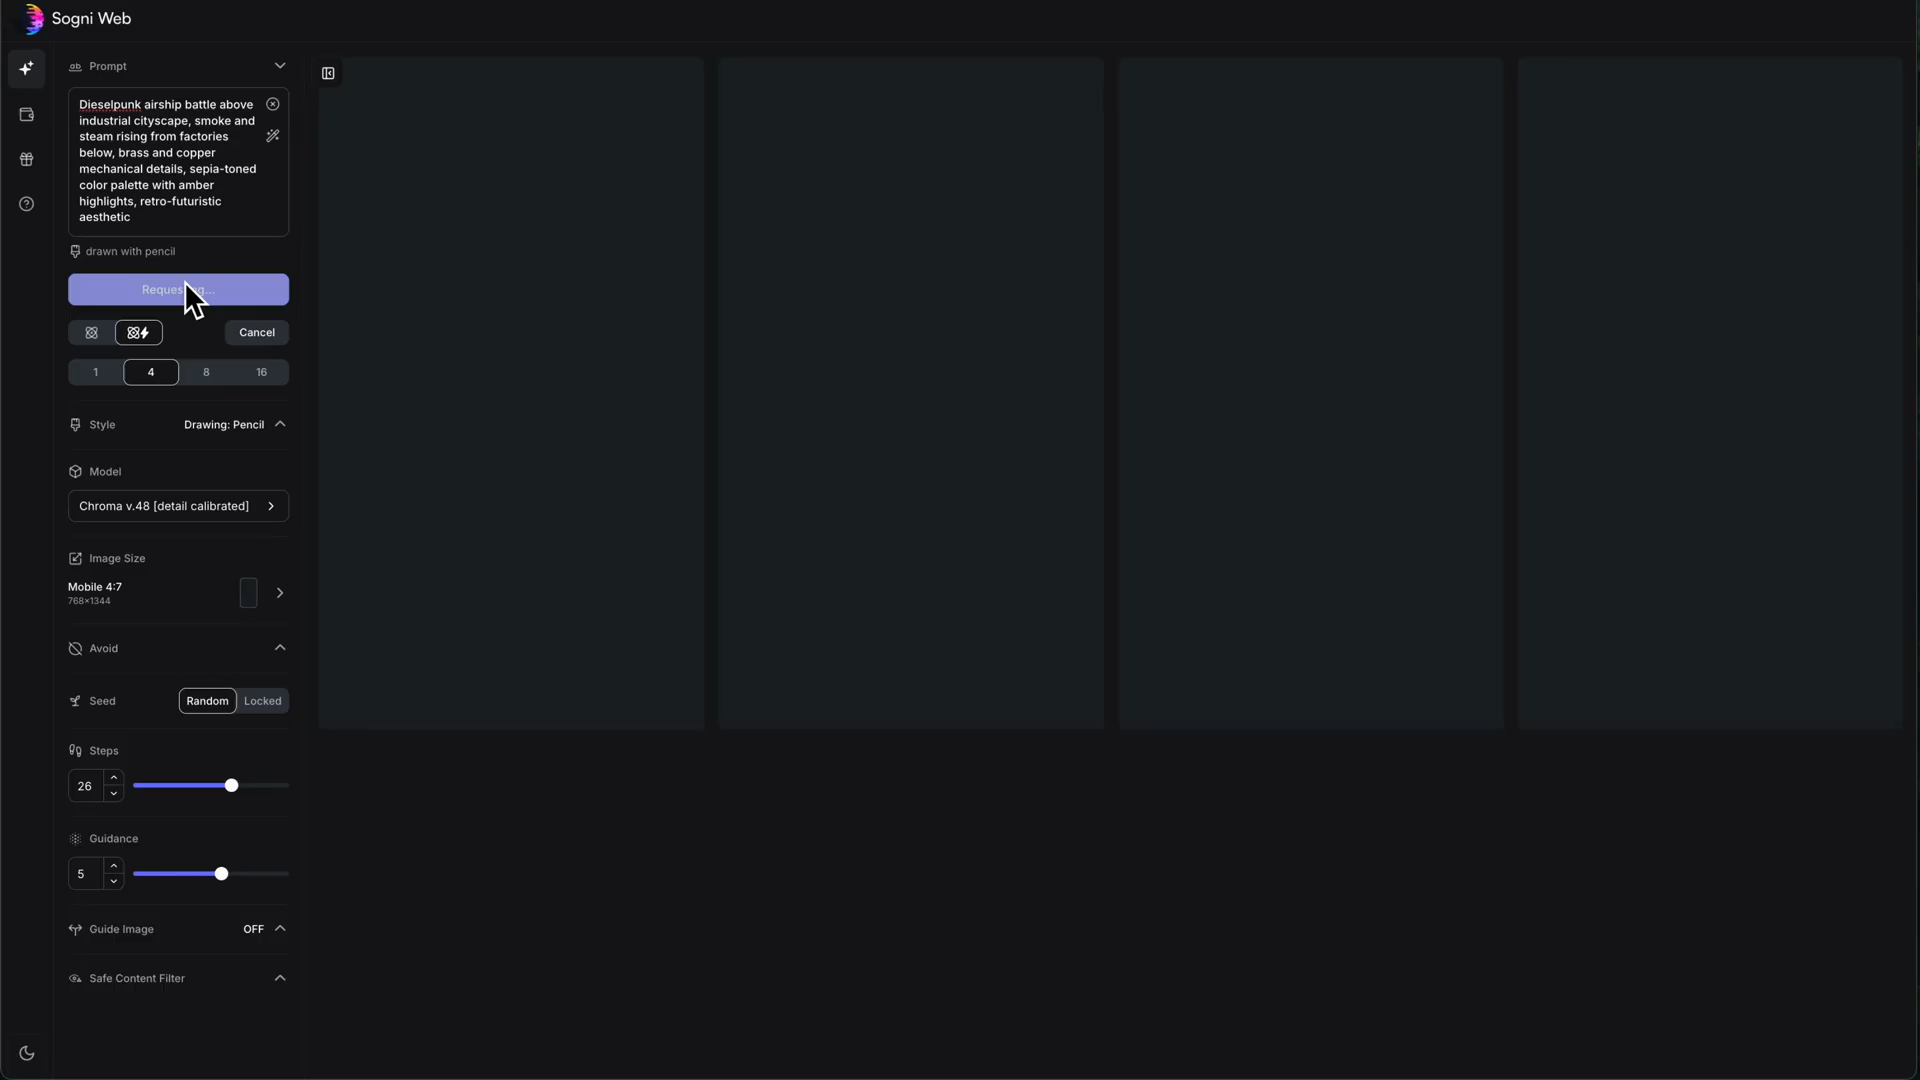 Sogni Web
Prompt
Dieselpunk airship battle above
industrial cityscape, smoke and
steam rising from factories
below, brass and copper
mechanical details, sepia-toned
color palette with amber
highlights, retro-futuristic
aesthetic
drawn with pencil
Cancel
1 4 8 16
Style Drawing: Pencil
Model
Chroma v.48 [detail calibrated]
Image Size
Mobile 4:7
768×1344
Avoid
Seed Random Locked
Steps
26
Guidance
5
Guide Image OFF
Safe Content Filter